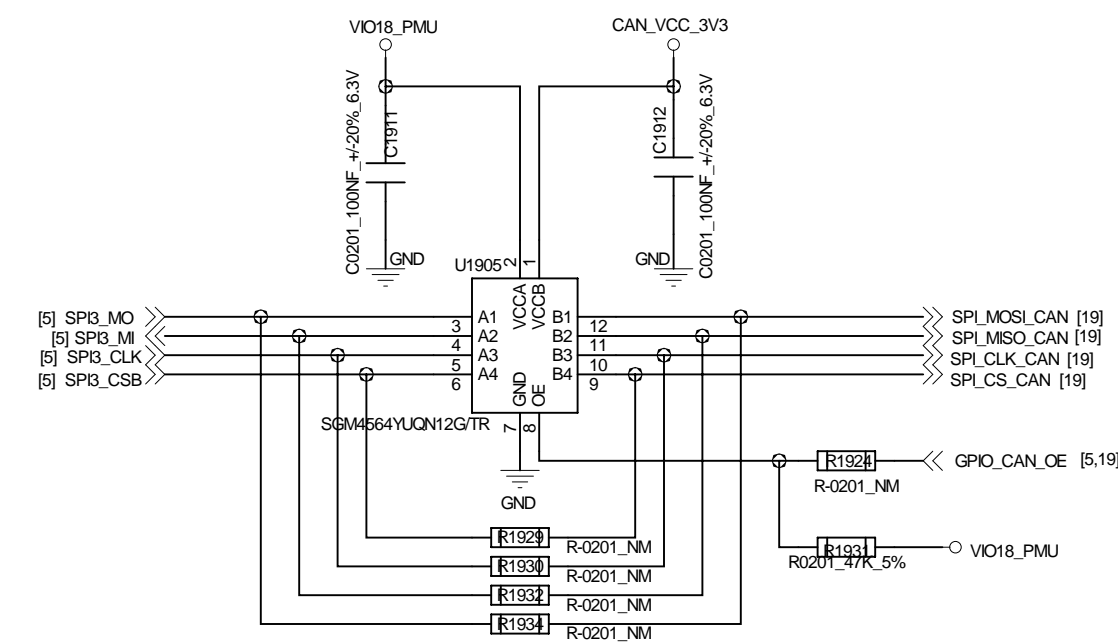 VIO18_PMU
CAN_VCC_3V3
C0201_100NF_+/-20%_6.3V
C1911
C1912
C0201_100NF_+/-20%_6.3V
GND
GND
U1905
2
1
VCCA
VCCB
[5] SPI3_MO
3
A1
B1
12
SPI_MOSI_CAN [19]
[5] SPI3_MI
4
A2
B2
11
SPI_MISO_CAN [19]
[5] SPI3_CLK
5
A3
B3
10
SPI_CLK_CAN [19]
[5] SPI3_CSB
6
A4
B4
9
SPI_CS_CAN [19]
GND
OE
SGM4564YUQN12G/TR
7
8
GND
R1924
GPIO_CAN_OE [5,19]
R-0201_NM
R1929
R-0201_NM
R1931
VIO18_PMU
R0201_47K_5%
R1930
R-0201_NM
R1932
R-0201_NM
R1934
R-0201_NM